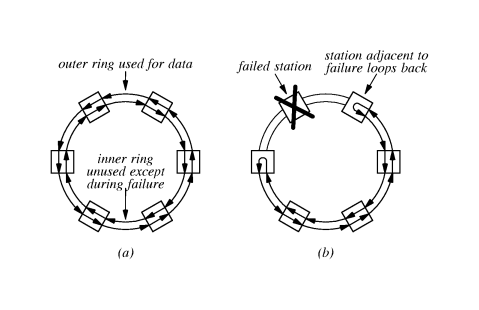 outer ring used for data
failed station
station adjacent to
failure loops back
inner ring
unused except
during failure
(a)
(b)